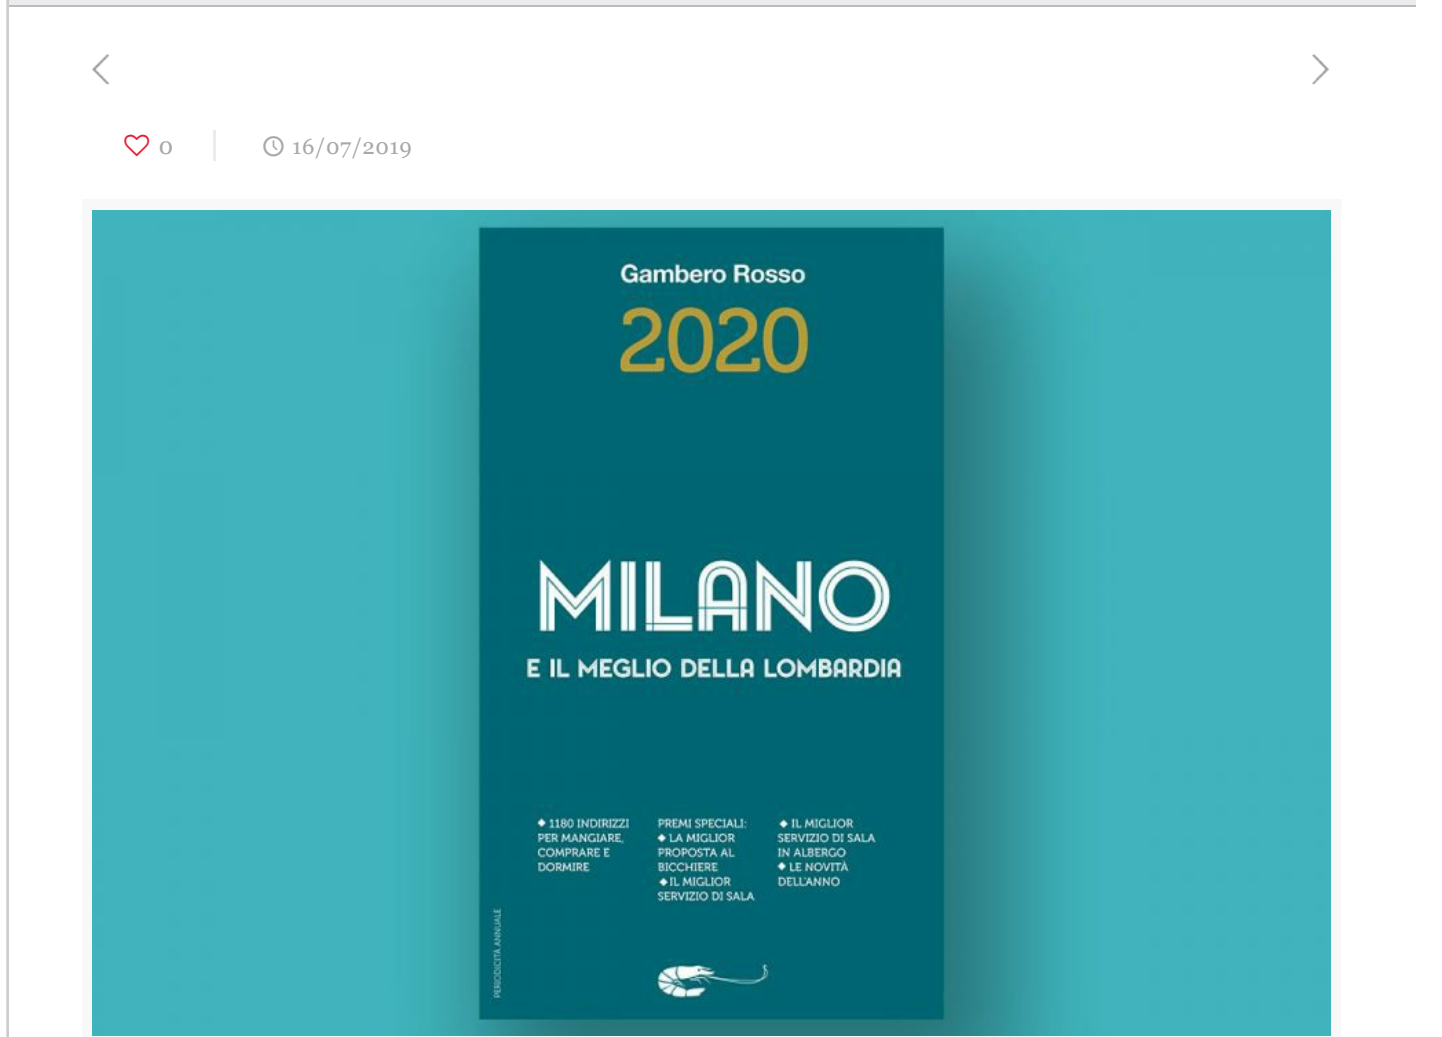 0
16/07/2019
Gambero Rosso
2020
MILANO
E IL MEGLIO DELLA LOMBARDIA
◆ 1180 INDIRIZZI
PER MANGIARE,
COMPRARE E
DORMIRE
PREMI SPECIALI:
◆ LA MIGLIOR
PROPOSTA AL
BICCHIERE
◆ IL MIGLIOR
SERVIZIO DI SALA
◆ IL MIGLIOR
SERVIZIO DI SALA
IN ALBERGO
◆ LE NOVITÀ
DELL'ANNO
PERIODICITÀ ANNUALE